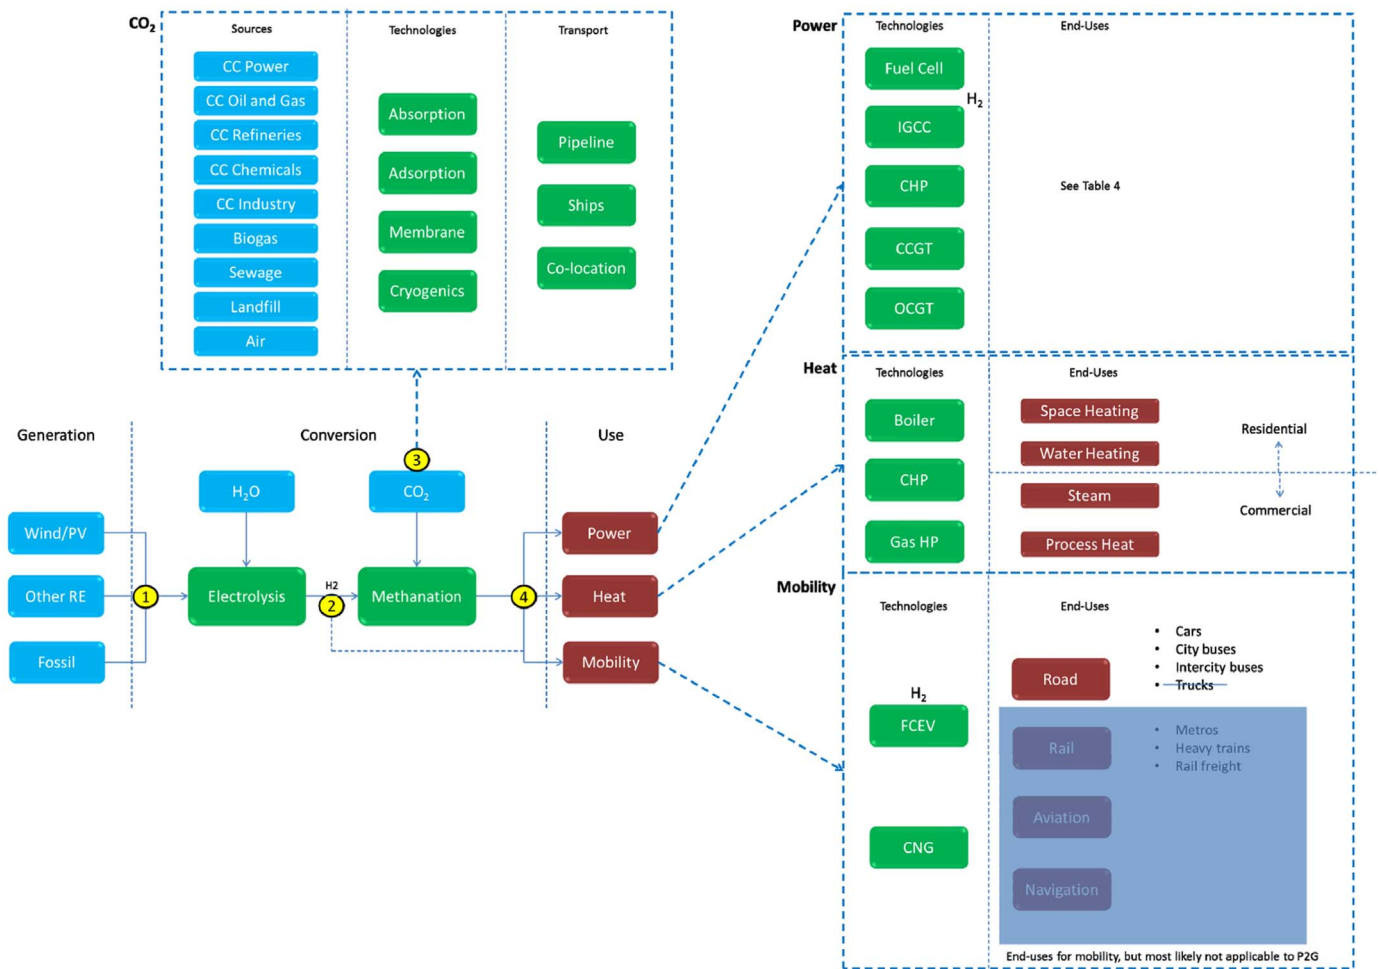 CO₂
Sources
Technologies
Transport
CC Power
CC Oil and Gas
CC Refineries
CC Chemicals
CC Industry
Biogas
Sewage
Landfill
Air
Absorption
Adsorption
Membrane
Cryogenics
Pipeline
Ships
Co-location
Generation
Conversion
Use
3
H₂O
CO₂
Wind/PV
Other RE
Fossil
1
Electrolysis
H2
2
Methanation
4
Power
Heat
Mobility
Power
Technologies
End-Uses
Fuel Cell
H₂
IGCC
CHP
CCGT
OCGT
See Table 4
Heat
Technologies
End-Uses
Boiler
CHP
Gas HP
Space Heating
Water Heating
Steam
Process Heat
Residential
Commercial
Mobility
Technologies
End-Uses
H₂
FCEV
CNG
Road
• Cars
• City buses
• Intercity buses
• Trucks
Rail
• Metros
• Heavy trains
• Rail freight
Aviation
Navigation
End-uses for mobility, but most likely not applicable to P2G